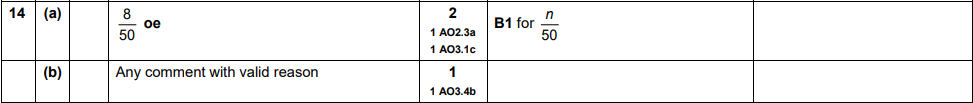 14 (a) 8/50 oe 2 B1 for n/50
1 AO2.3a
1 AO3.1c
(b) Any comment with valid reason 1
1 AO3.4b